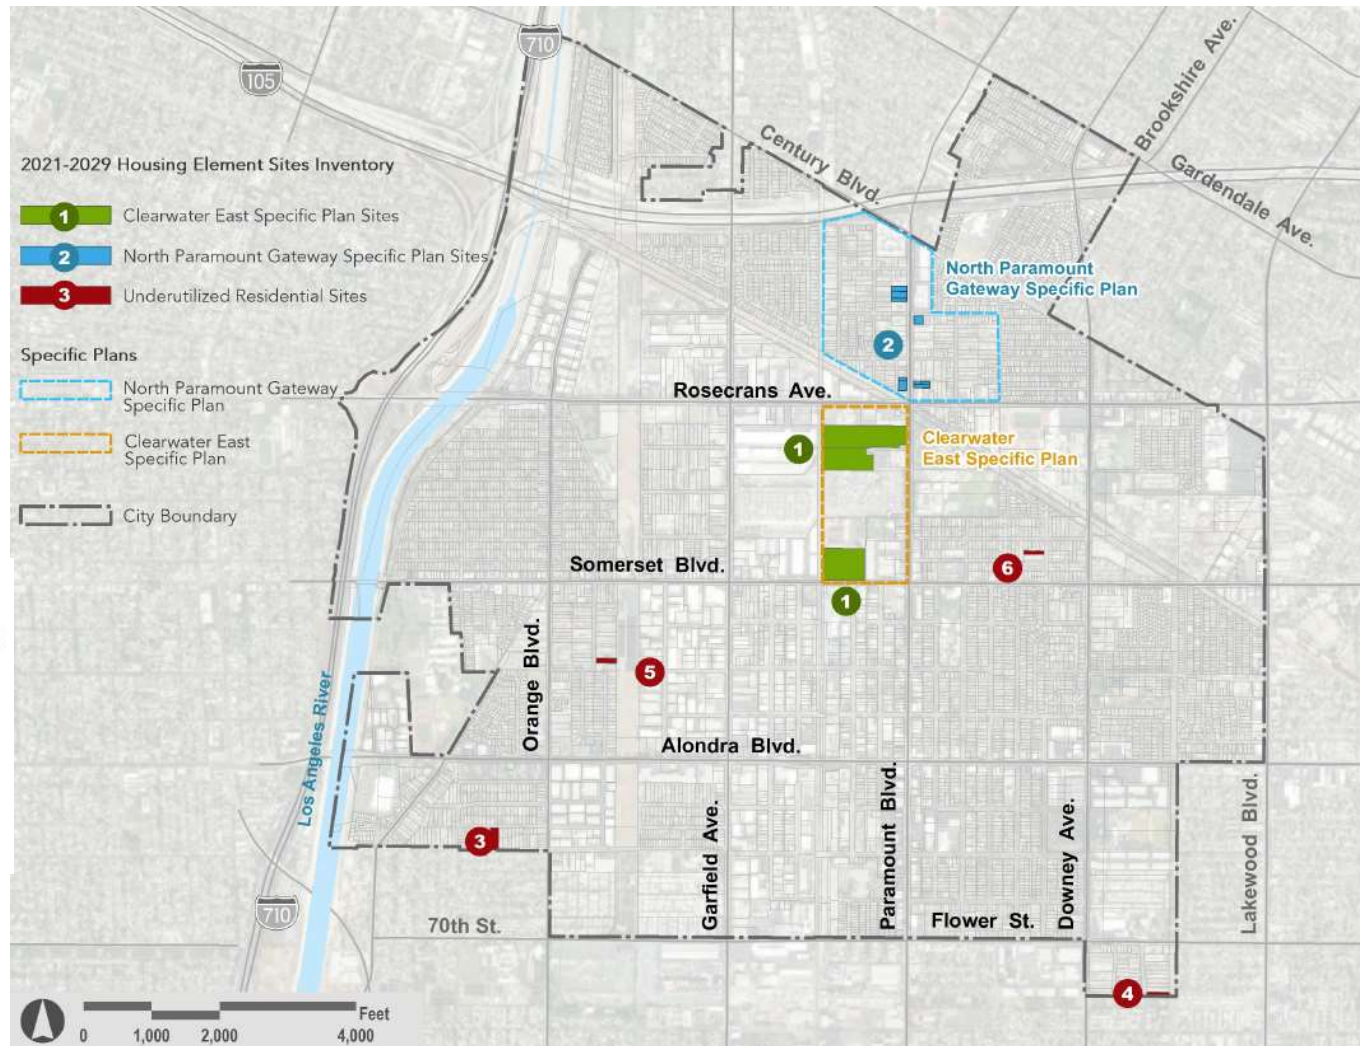 710
105
Brookshire Ave.
Century Blvd.
Gardendale Ave.
2021-2029 Housing Element Sites Inventory
1 Clearwater East Specific Plan Sites
2 North Paramount Gateway Specific Plan Sites
3 Underutilized Residential Sites
Specific Plans
North Paramount Gateway
Specific Plan
Clearwater East
Specific Plan
City Boundary
North Paramount
Gateway Specific Plan
2
Rosecrans Ave.
1
Clearwater
East Specific Plan
Somerset Blvd.
6
1
Orange Blvd.
5
Los Angeles River
Alondra Blvd.
3
Garfield Ave.
Paramount Blvd.
Downey Ave.
Lakewood Blvd.
710
70th St.
Flower St.
4
Feet
0 1,000 2,000 4,000